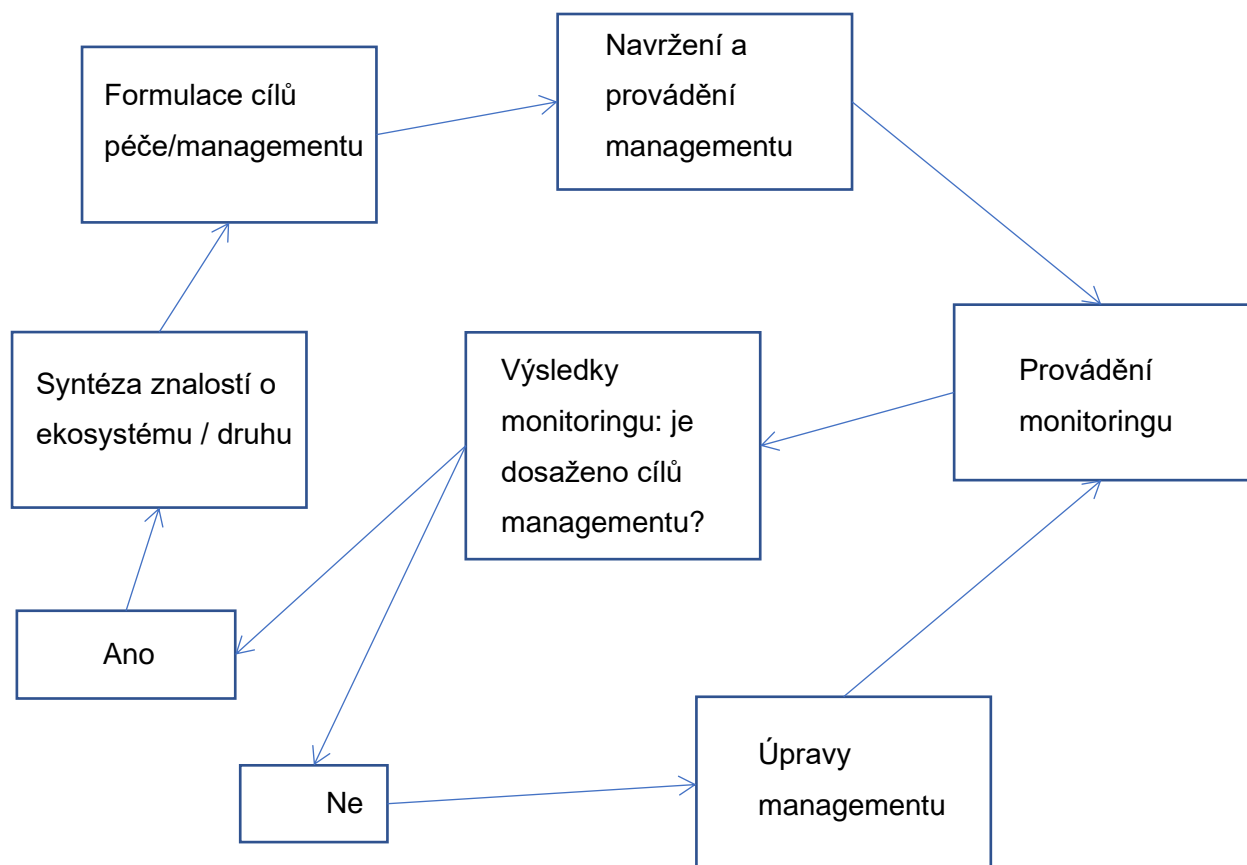 Formulace cílů
péče/managementu
Navržení a
provádění
managementu
Syntéza znalostí o
ekosystému / druhu
Výsledky
monitoringu: je
dosaženo cílů
managementu?
Provádění
monitoringu
Ano
Ne
Úpravy
managementu